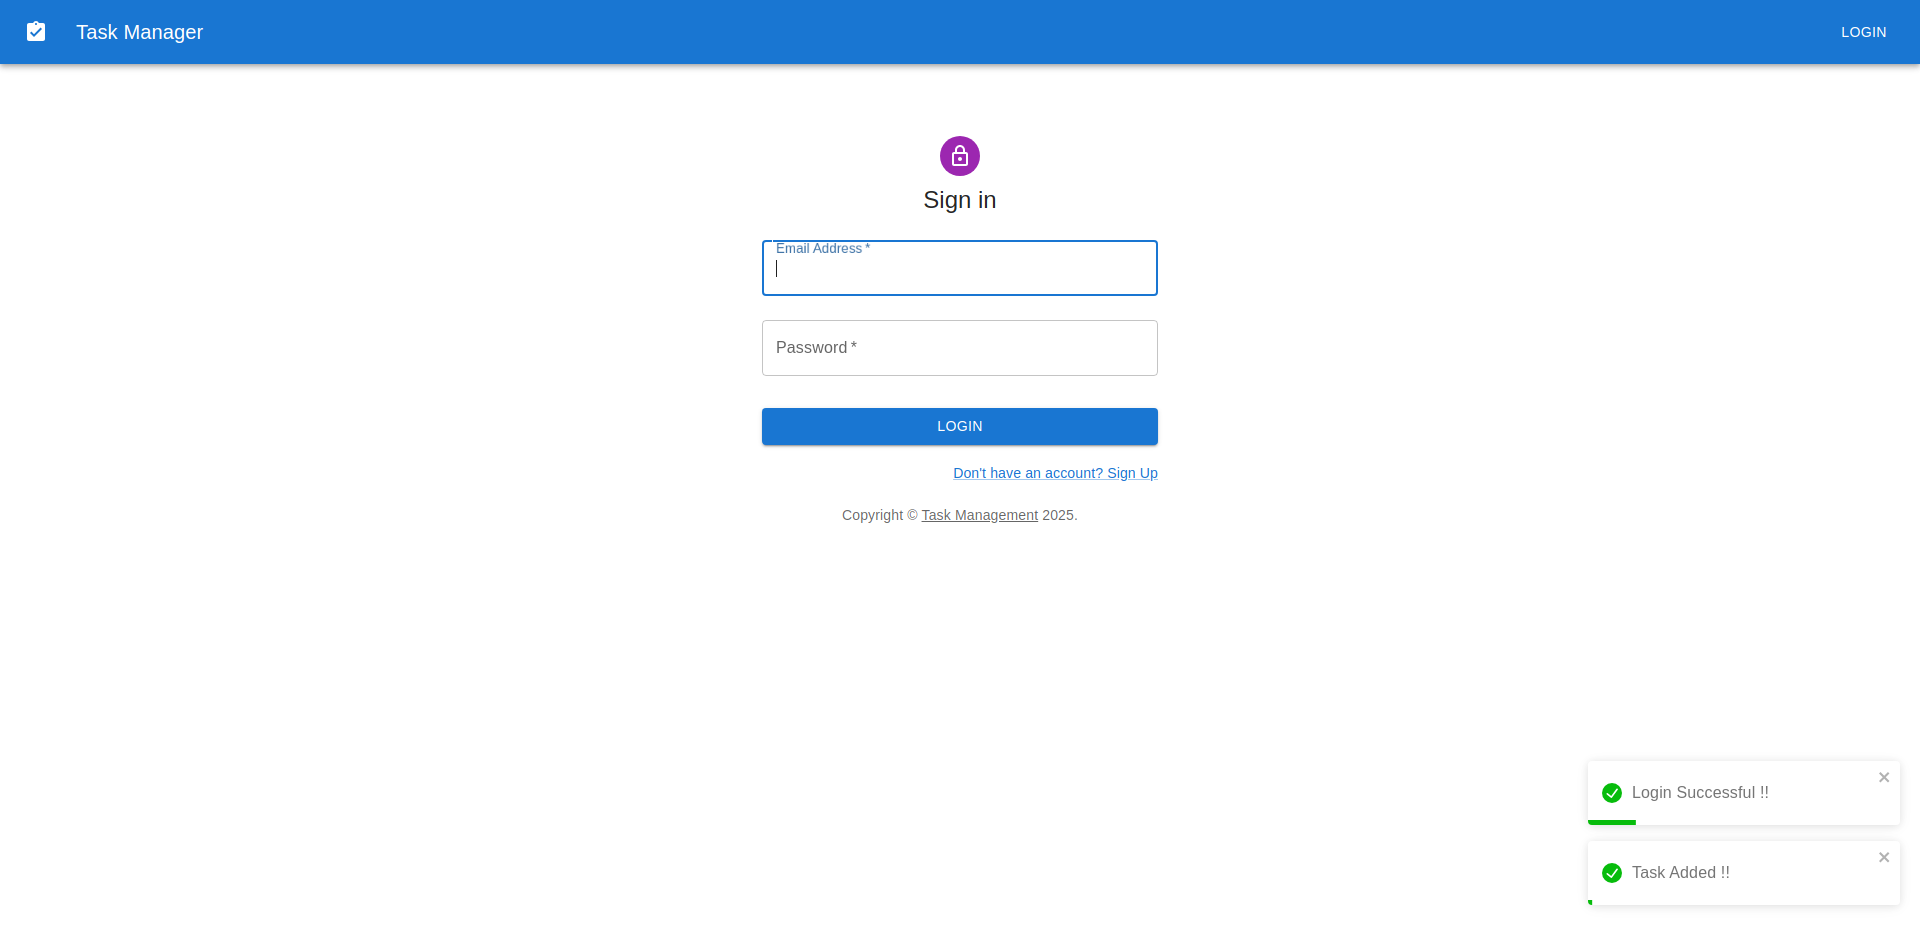 Task Manager
LOGIN
Sign in
Email Address *
Password *
LOGIN
Don't have an account? Sign Up
Copyright © Task Management 2025.
Login Successful !!
Task Added !!